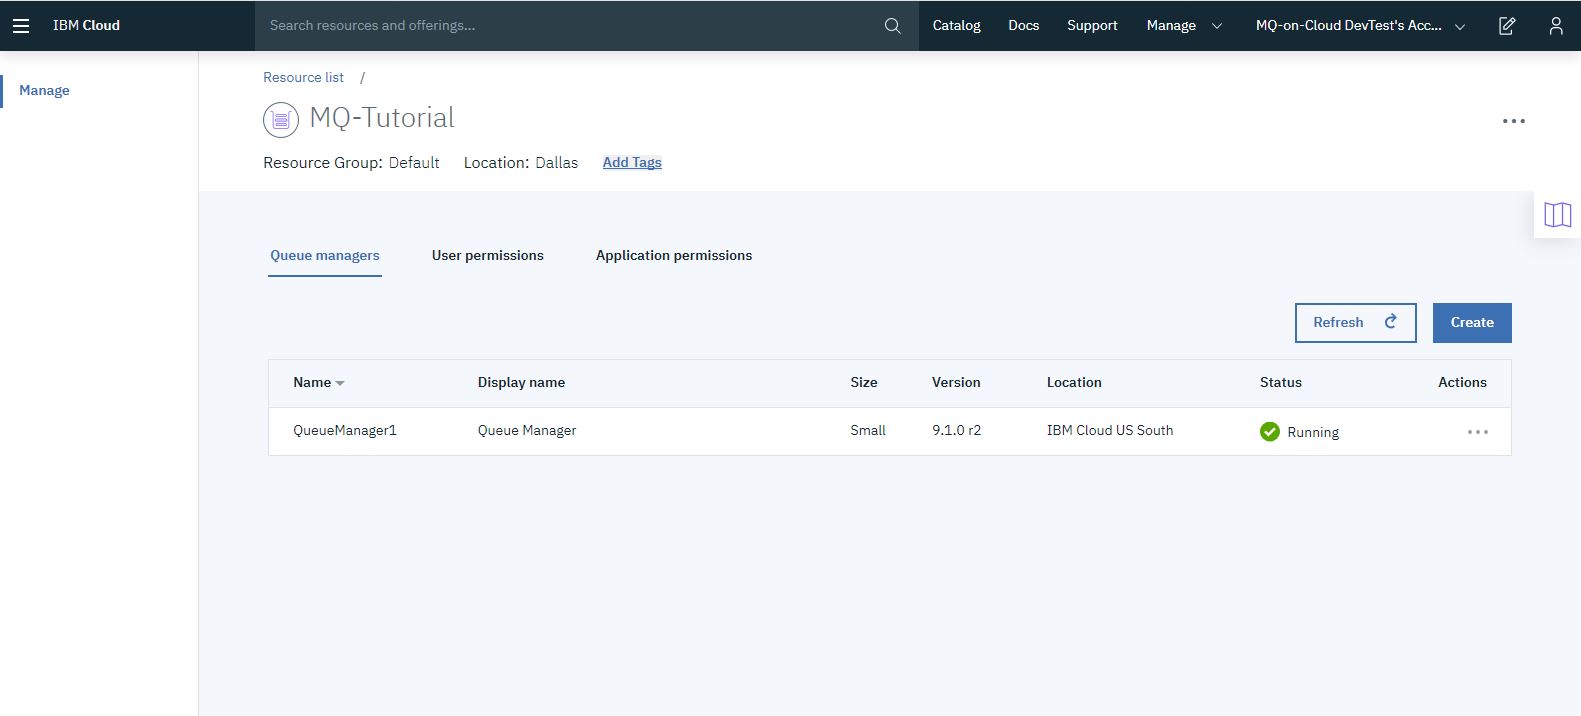 IBM Cloud Search resources and offerings... Catalog Docs Support Manage MQ-on-Cloud DevTest's Acc...
Manage
Resource list /
MQ-Tutorial
Resource Group: Default Location: Dallas Add Tags
Queue managers User permissions Application permissions
Refresh Create
Name Display name Size Version Location Status Actions
QueueManager1 Queue Manager Small 9.1.0 r2 IBM Cloud US South Running